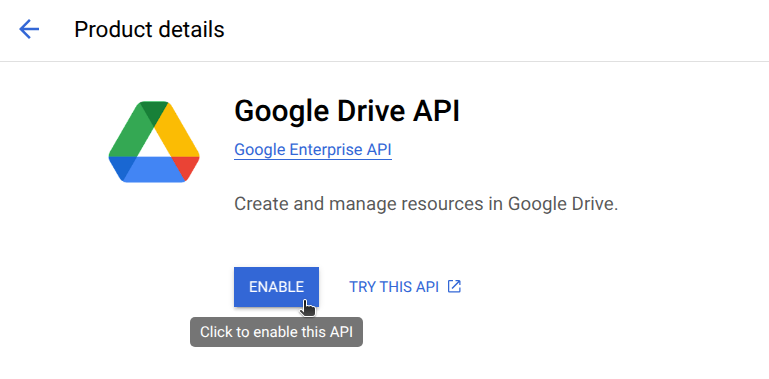 Product details
Google Drive API
Google Enterprise API
Create and manage resources in Google Drive.
ENABLE
TRY THIS API
Click to enable this API